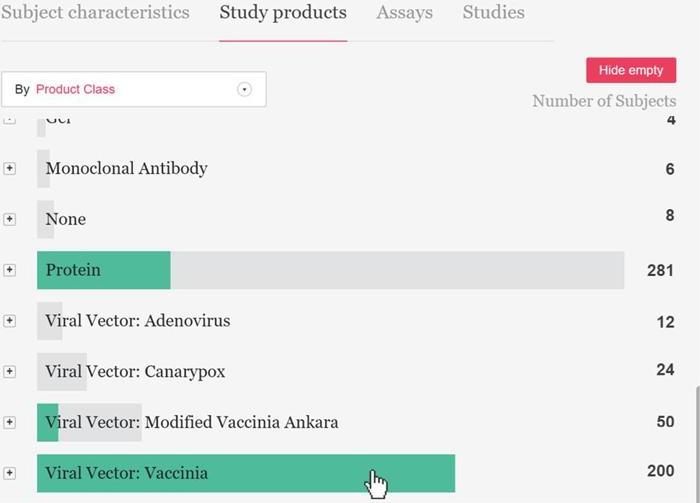 Subject characteristics Study products Assays Studies
Hide empty
By Product Class
Number of Subjects
Gel 4
Monoclonal Antibody 6
None 8
Protein 281
Viral Vector: Adenovirus 12
Viral Vector: Canarypox 24
Viral Vector: Modified Vaccinia Ankara 50
Viral Vector: Vaccinia 200